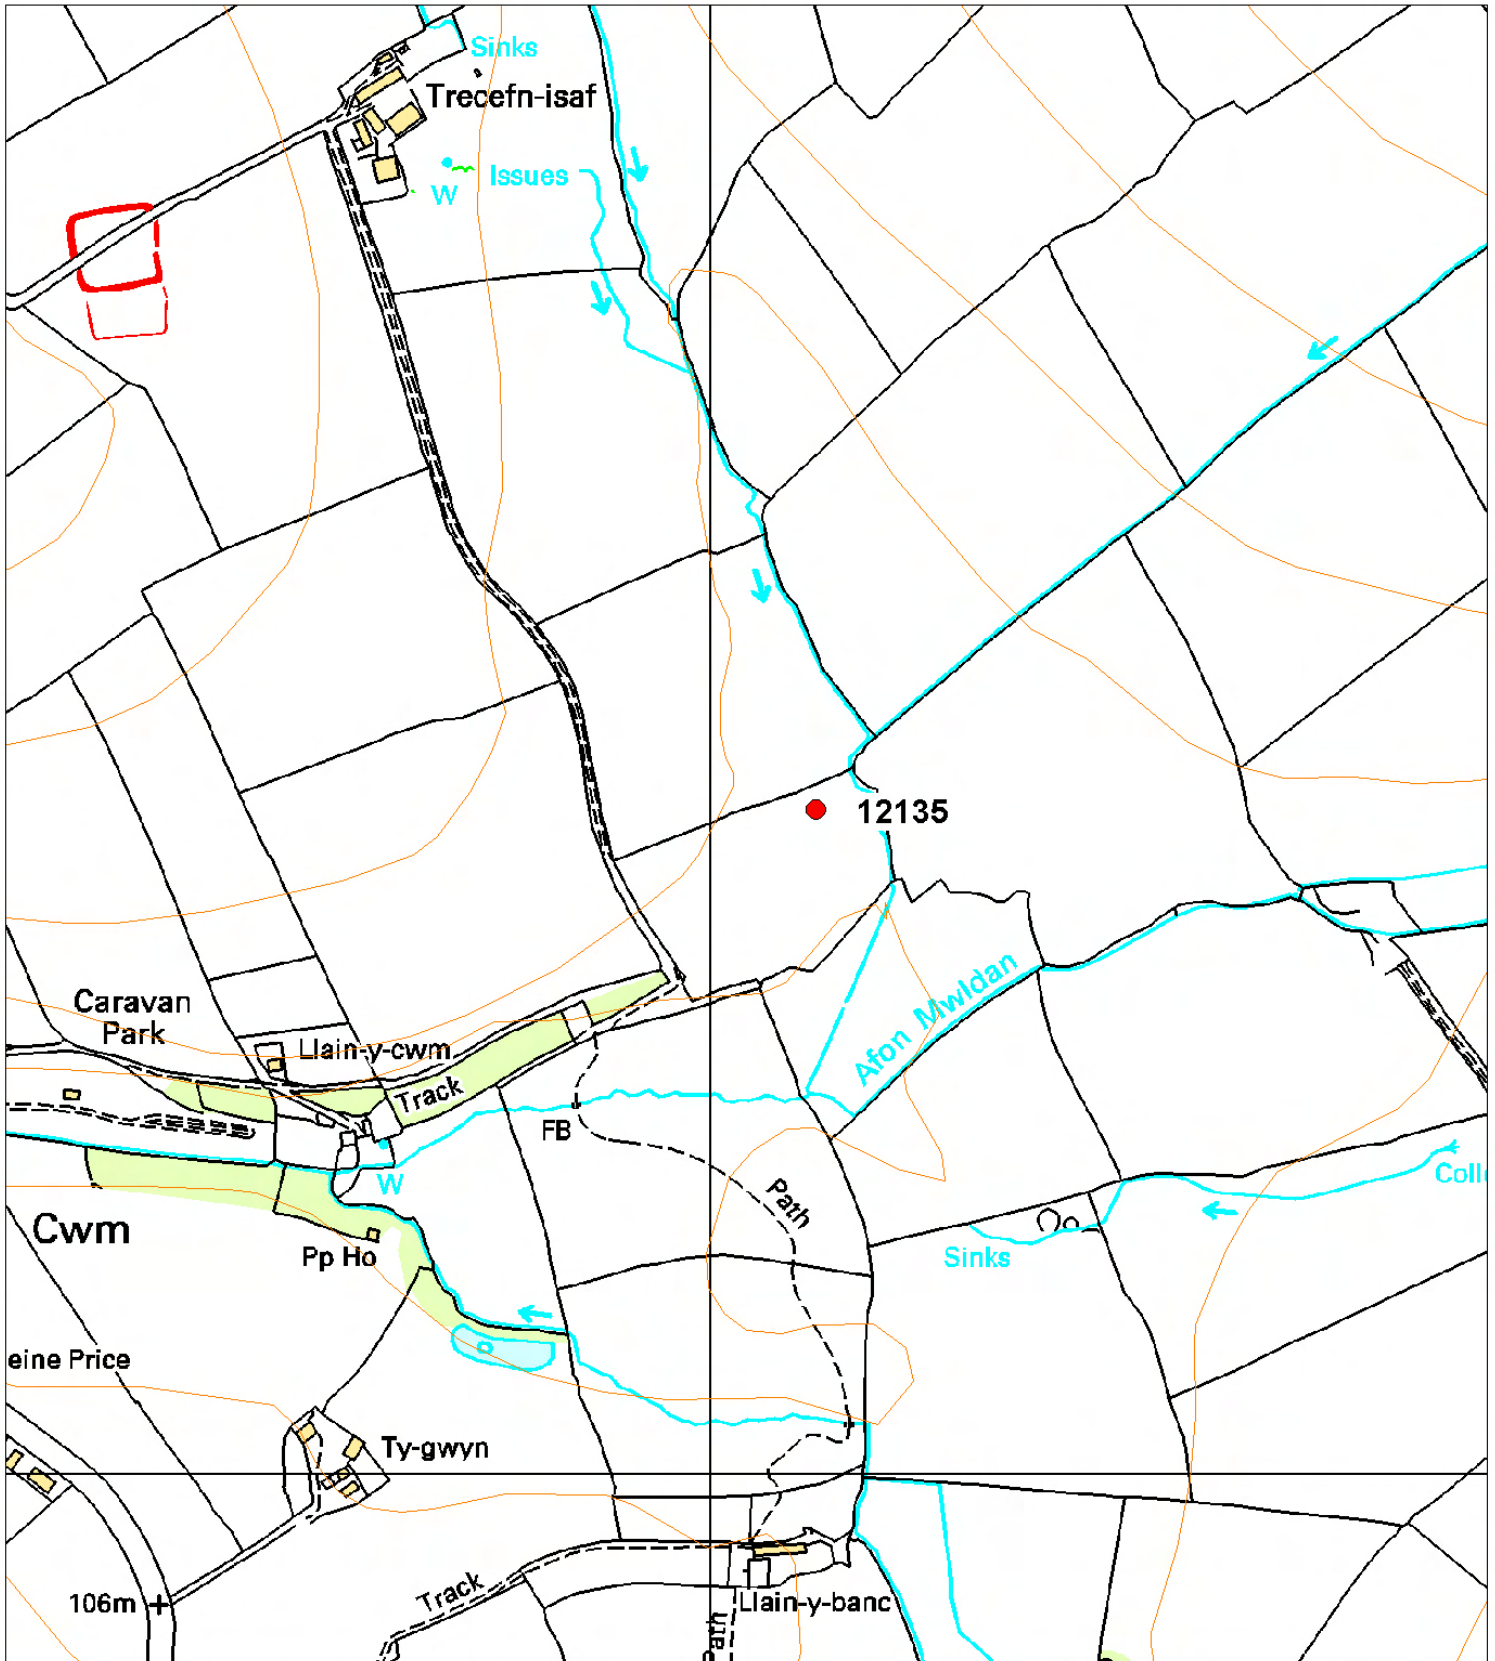 Sinks
Trecefn-isaf
Issues
W
12135
Afon Mwldan
Caravan
Park
Llain-y-cwm
Track
FB
W
Path
Cwm
Pp Ho
Sinks
Coll
eine Price
Ty-gwyn
106m
Track
Llain-y-banc
Path